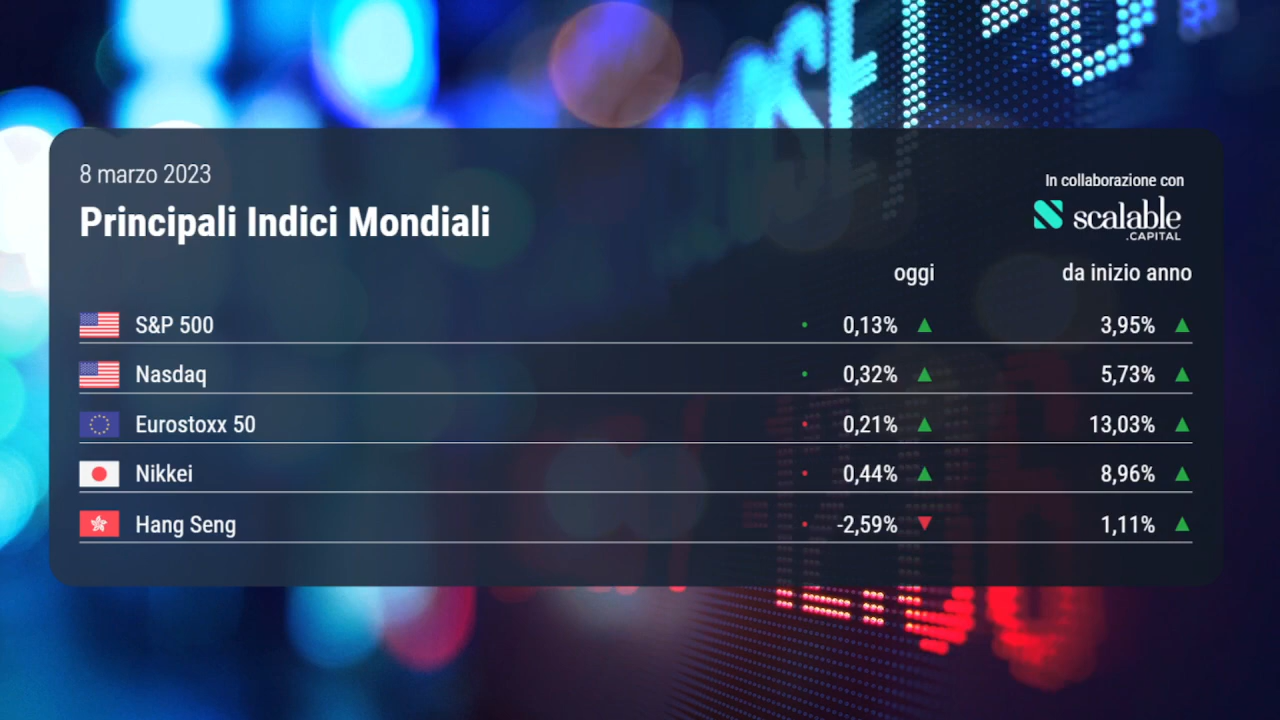 8 marzo 2023
Principali Indici Mondiali
In collaborazione con
scalable
.CAPITAL
oggi da inizio anno
S&P 500 0,13% 3,95%
Nasdaq 0,32% 5,73%
Eurostoxx 50 0,21% 13,03%
Nikkei 0,44% 8,96%
Hang Seng -2,59% 1,11%